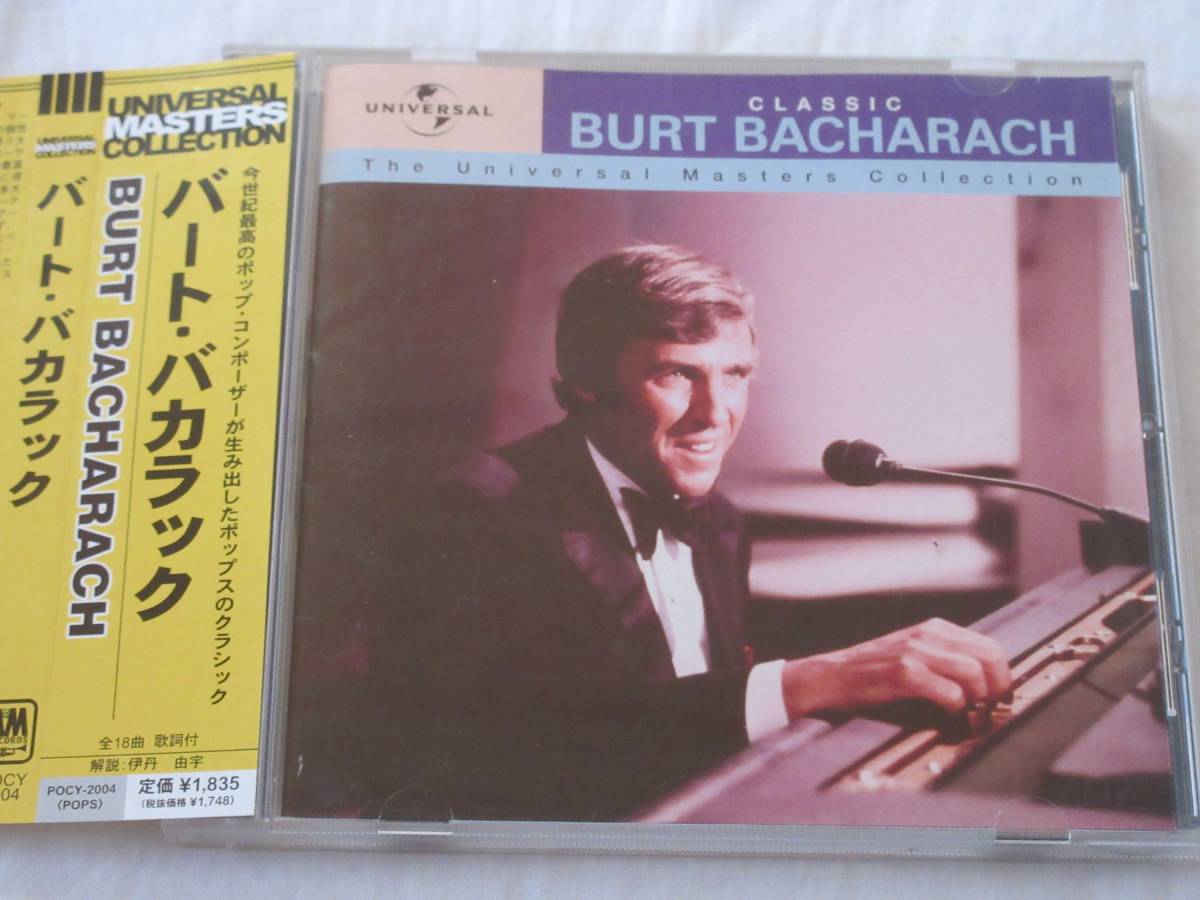 UNIVERSAL
MASTERS
COLLECTION
バート・バカラック
UNIVERSAL
MASTERS
COLLECTION
今世紀最高のポップ・コンポーザーが生み出したポップスのクラシック
バート・バカラック
BURT BACHARACH
全18曲 歌詞付
解説:伊丹 由宇
POCY-2004
〈POPS〉
定価 ¥1,835
(税抜価格 ¥1,748)
UNIVERSAL
CLASSIC
BURT BACHARACH
The Universal Masters Collection